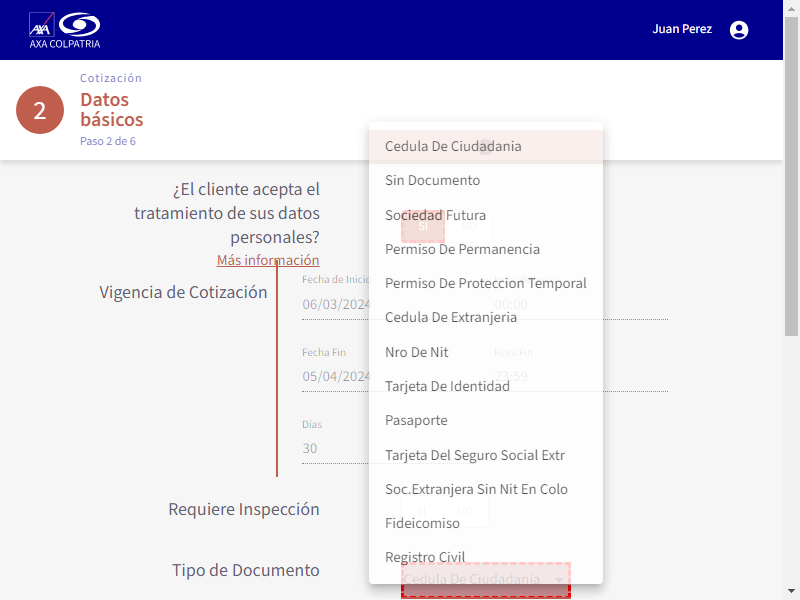 AXA COLPATRIA
Juan Perez
2
Cotización
Datos
básicos
Paso 2 de 6
¿El cliente acepta el
tratamiento de sus datos
personales?
Más información
SI
NO
Vigencia de Cotización
Fecha de Inicio
06/03/2024
00:00
Fecha Fin
Hora Fin
05/04/2024
23:59
Días
30
Requiere Inspección
SI
NO
Tipo de Documento
Cedula De Ciudadania
Cedula De Ciudadania
Sin Documento
Sociedad Futura
Permiso De Permanencia
Permiso De Proteccion Temporal
Cedula De Extranjeria
Nro De Nit
Tarjeta De Identidad
Pasaporte
Tarjeta Del Seguro Social Extr
Soc.Extranjera Sin Nit En Colo
Fideicomiso
Registro Civil